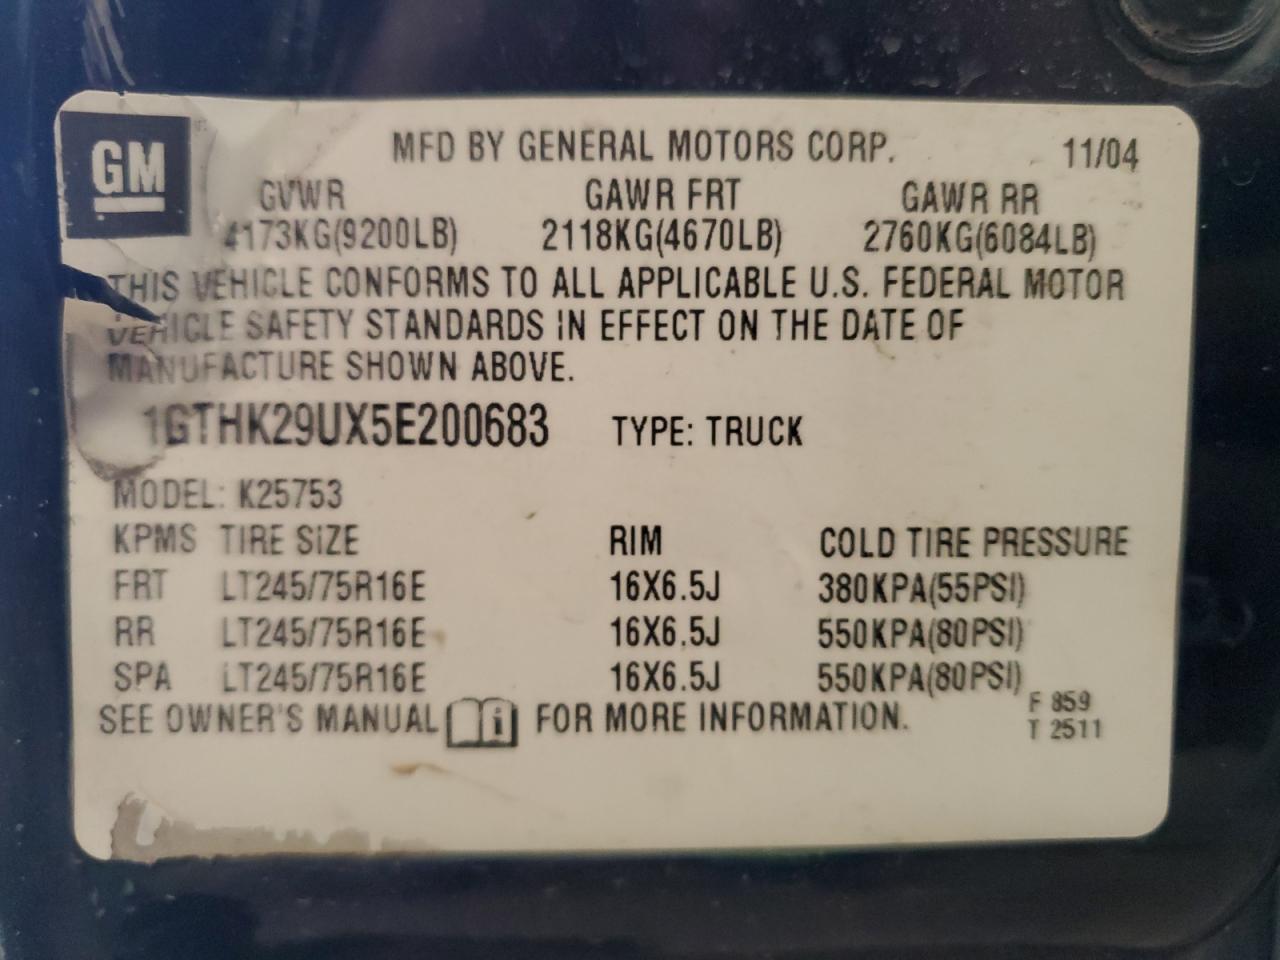 GM
MFD BY GENERAL MOTORS CORP. 11/04
GVWR GAWR FRT GAWR RR
4173KG(9200LB) 2118KG(4670LB) 2760KG(6084LB)
THIS VEHICLE CONFORMS TO ALL APPLICABLE U.S. FEDERAL MOTOR
VEHICLE SAFETY STANDARDS IN EFFECT ON THE DATE OF
MANUFACTURE SHOWN ABOVE.
1GTHK29UX5E200683 TYPE: TRUCK
MODEL: K25753
KPMS TIRE SIZE RIM COLD TIRE PRESSURE
FRT LT245/75R16E 16X6.5J 380KPA(55PSI)
RR LT245/75R16E 16X6.5J 550KPA(80PSI)
SPA LT245/75R16E 16X6.5J 550KPA(80PSI)
SEE OWNER'S MANUAL i FOR MORE INFORMATION.
F 859
T 2511